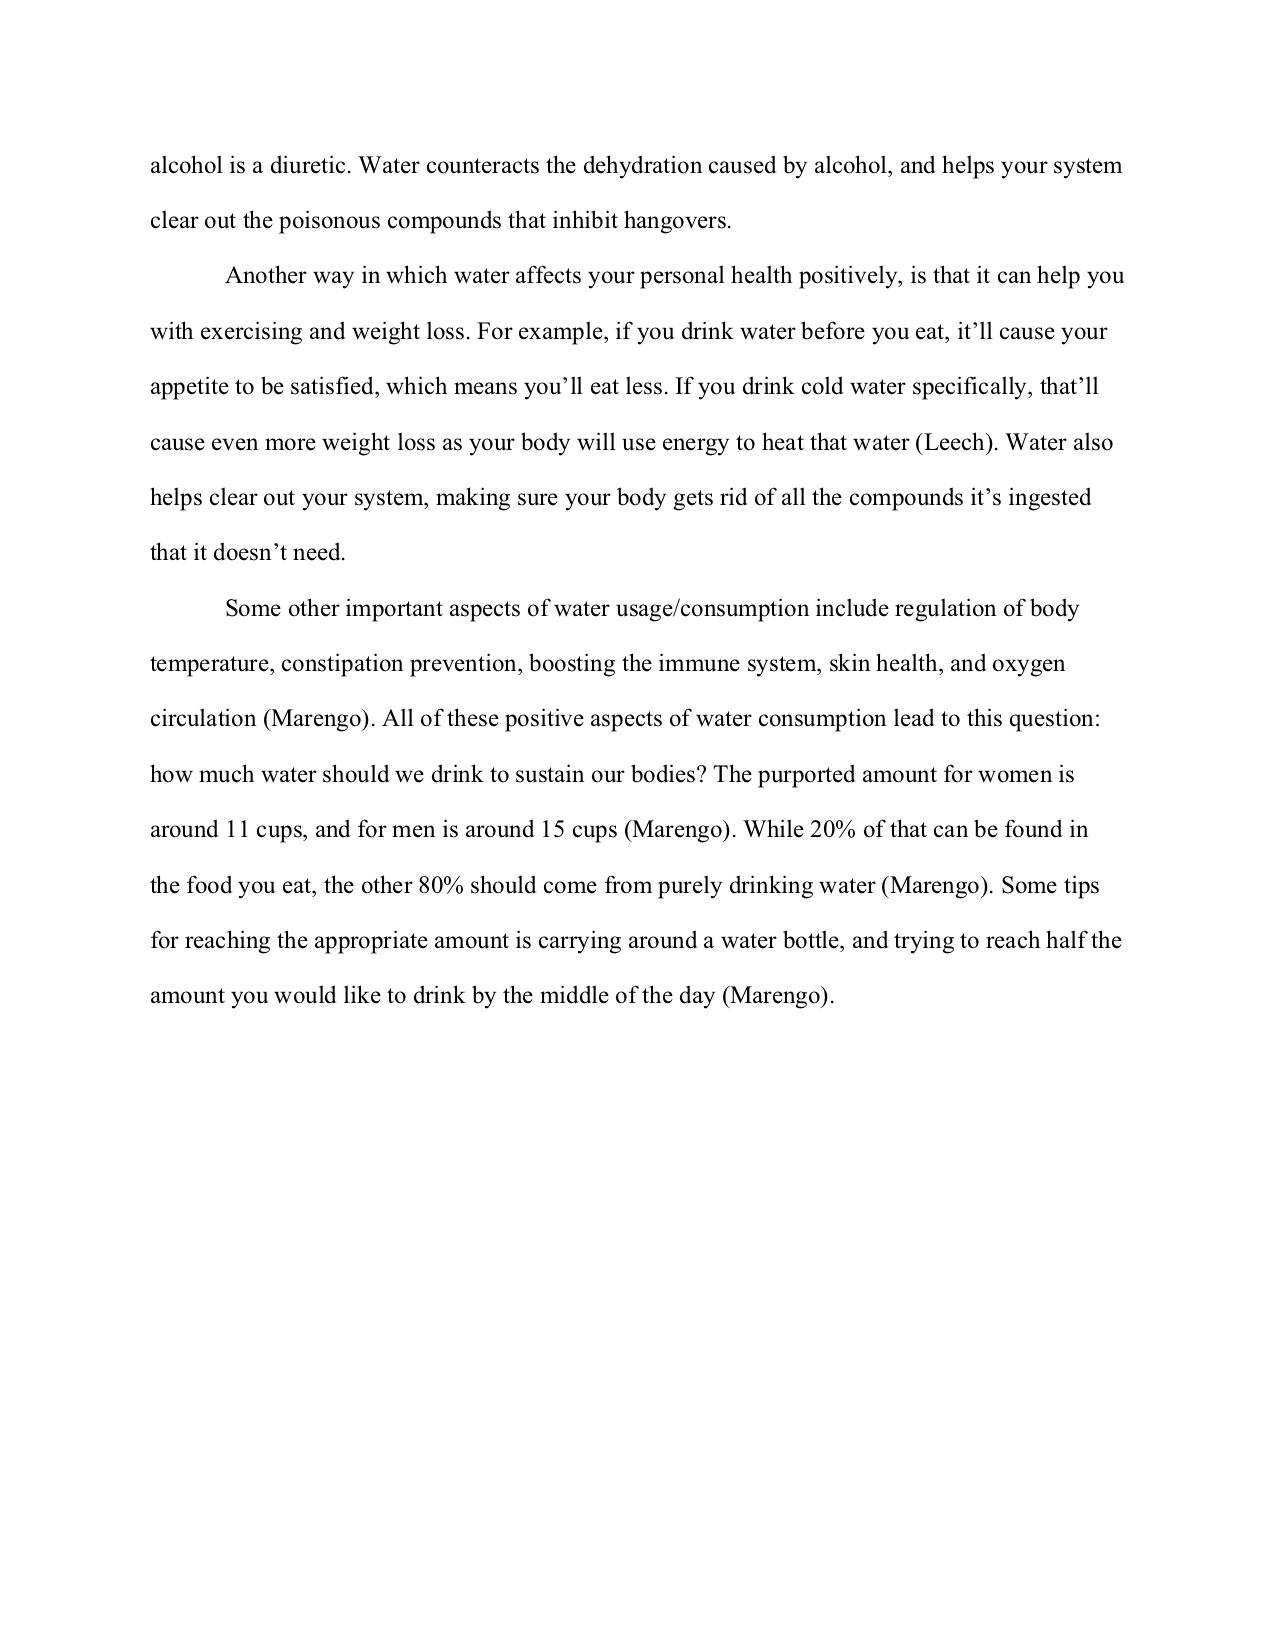 alcohol is a diuretic. Water counteracts the dehydration caused by alcohol, and helps your system
clear out the poisonous compounds that inhibit hangovers.
Another way in which water affects your personal health positively, is that it can help you
with exercising and weight loss. For example, if you drink water before you eat, it’ll cause your
appetite to be satisfied, which means you’ll eat less. If you drink cold water specifically, that’ll
cause even more weight loss as your body will use energy to heat that water (Leech). Water also
helps clear out your system, making sure your body gets rid of all the compounds it’s ingested
that it doesn’t need.
Some other important aspects of water usage/consumption include regulation of body
temperature, constipation prevention, boosting the immune system, skin health, and oxygen
circulation (Marengo). All of these positive aspects of water consumption lead to this question:
how much water should we drink to sustain our bodies? The purported amount for women is
around 11 cups, and for men is around 15 cups (Marengo). While 20% of that can be found in
the food you eat, the other 80% should come from purely drinking water (Marengo). Some tips
for reaching the appropriate amount is carrying around a water bottle, and trying to reach half the
amount you would like to drink by the middle of the day (Marengo).